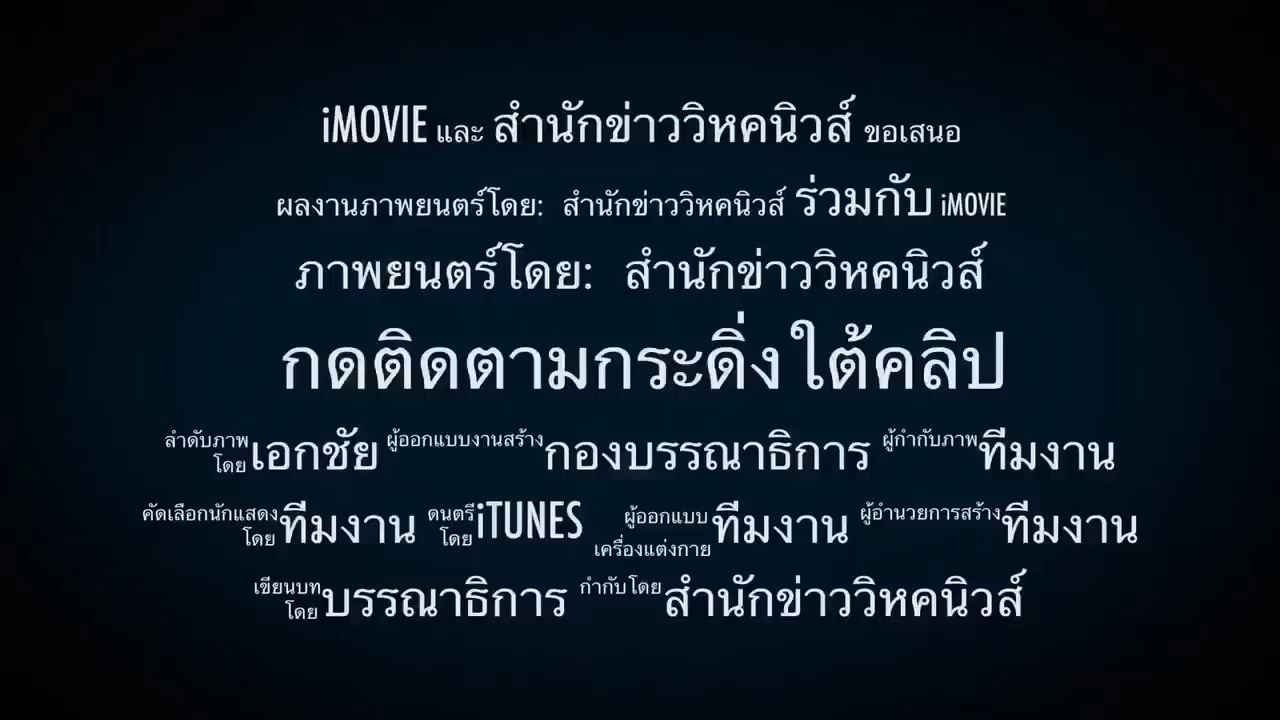 iMOVIE และ สำนักข่าววิหคนิวส์ ขอเสนอ
ผลงานภาพยนตร์โดย: สำนักข่าววิหคนิวส์ ร่วมกับ iMOVIE
ภาพยนตร์โดย: สำนักข่าววิหคนิวส์
กดติดตามกระดิ่งใต้คลิป
ลำดับภาพโดย เอกชัย ผู้ออกแบบงานสร้าง กองบรรณาธิการ ผู้กำกับภาพ ทีมงาน
คัดเลือกนักแสดงโดย ทีมงาน ดนตรีโดย iTUNES ผู้ออกแบบเครื่องแต่งกาย ทีมงาน ผู้อำนวยการสร้าง ทีมงาน
เขียนบทโดย บรรณาธิการ กำกับโดย สำนักข่าววิหคนิวส์